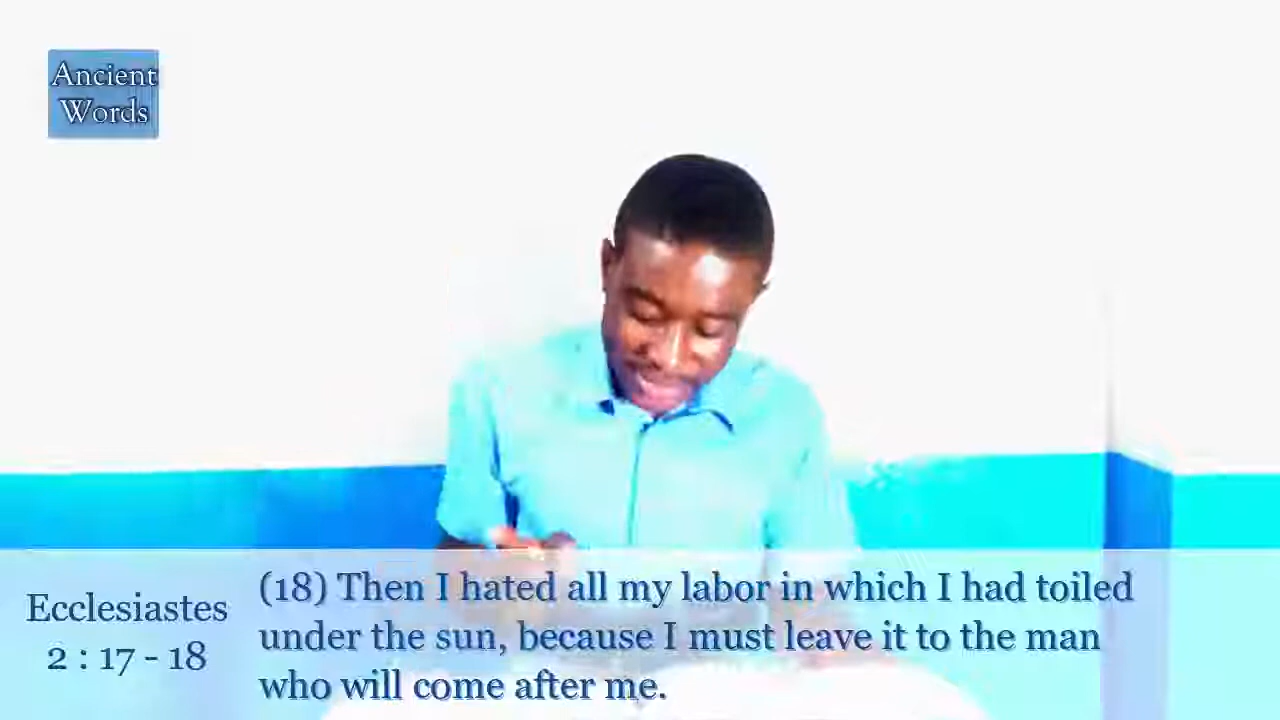 Ancient
Words
Ecclesiastes
2 : 17 - 18
(18) Then I hated all my labor in which I had toiled
under the sun, because I must leave it to the man
who will come after me.